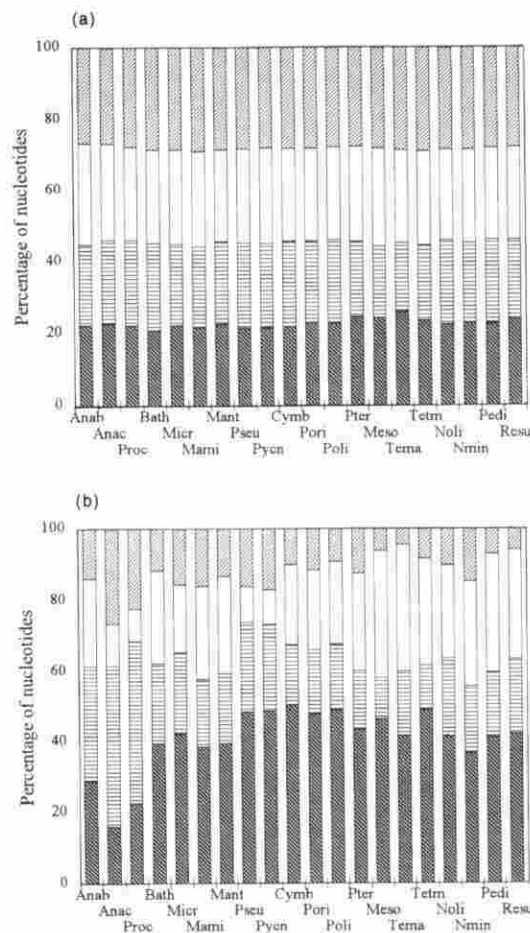 (a)
100
80
60
40
20
0
Percentage of nucleotides
Anab Bath Micr Mant Cymb Pter Tetm Pedi
Anac Pseu Pori Meso Noli Resu
Proc Mami Pycn Poli Tema Nmin
(b)
100
80
60
40
20
0
Percentage of nucleotides
Anab Bath Mant Cymb Pter Tetm Pedi
Anac Micr Pseu Pori Meso Noli Resu
Proc Mami Pycn Poli Tema Nmin